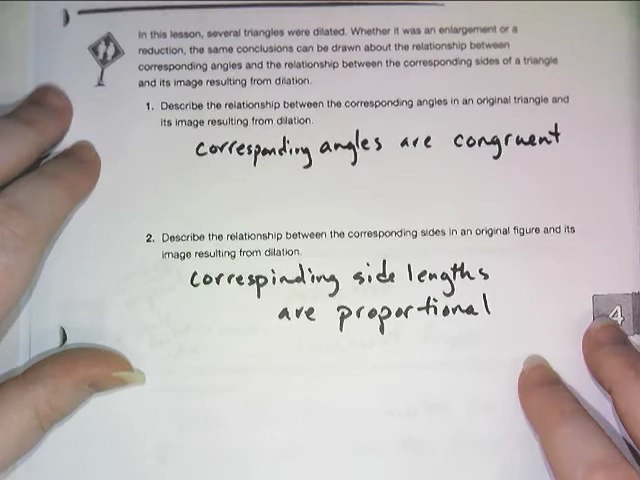 In this lesson, several triangles were dilated. Whether it was an enlargement or a
reduction, the same conclusions can be drawn about the relationship between
corresponding angles and the relationship between the corresponding sides of a triangle
and its image resulting from dilation.
1. Describe the relationship between the corresponding angles in an original triangle and
its image resulting from dilation.
corresponding angles are congruent
2. Describe the relationship between the corresponding sides in an original figure and its
image resulting from dilation.
correspinding side lengths
are proportional
4